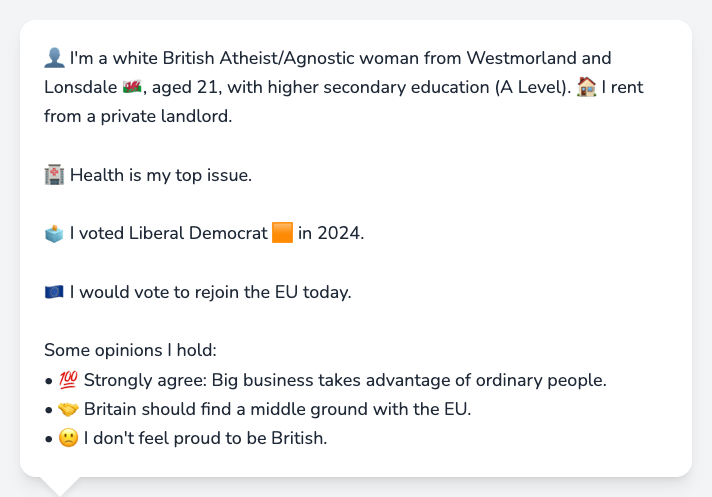 👤 I'm a white British Atheist/Agnostic woman from Westmorland and
Lonsdale 🏴󠁧󠁢󠁷󠁬󠁳󠁿, aged 21, with higher secondary education (A Level). 🏠 I rent
from a private landlord.
🏥 Health is my top issue.
🗳️ I voted Liberal Democrat 🟧 in 2024.
🇪🇺 I would vote to rejoin the EU today.
Some opinions I hold:
• 💯 Strongly agree: Big business takes advantage of ordinary people.
• 🤝 Britain should find a middle ground with the EU.
• 🙁 I don't feel proud to be British.